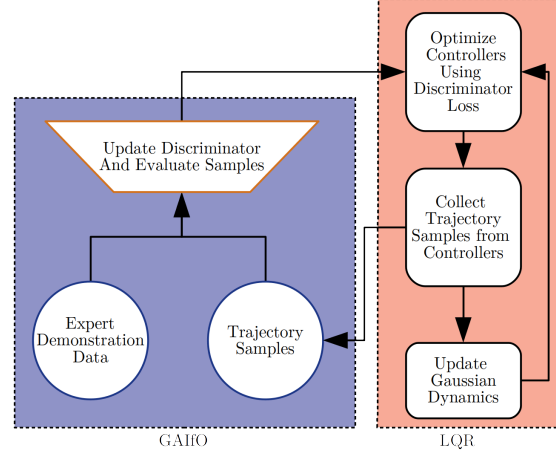 Optimize
Controllers
Using
Discriminator
Loss
Update Discriminator
And Evaluate Samples
Collect
Trajectory
Samples from
Controllers
Expert
Demonstration
Data
Trajectory
Samples
Update
Gaussian
Dynamics
GAIfO
LQR